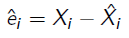 ê_i = X_i − X̂_i